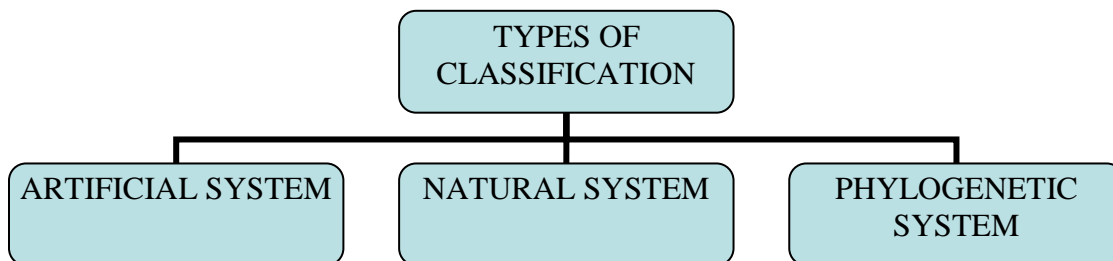 TYPES OF
CLASSIFICATION
ARTIFICIAL SYSTEM
NATURAL SYSTEM
PHYLOGENETIC
SYSTEM